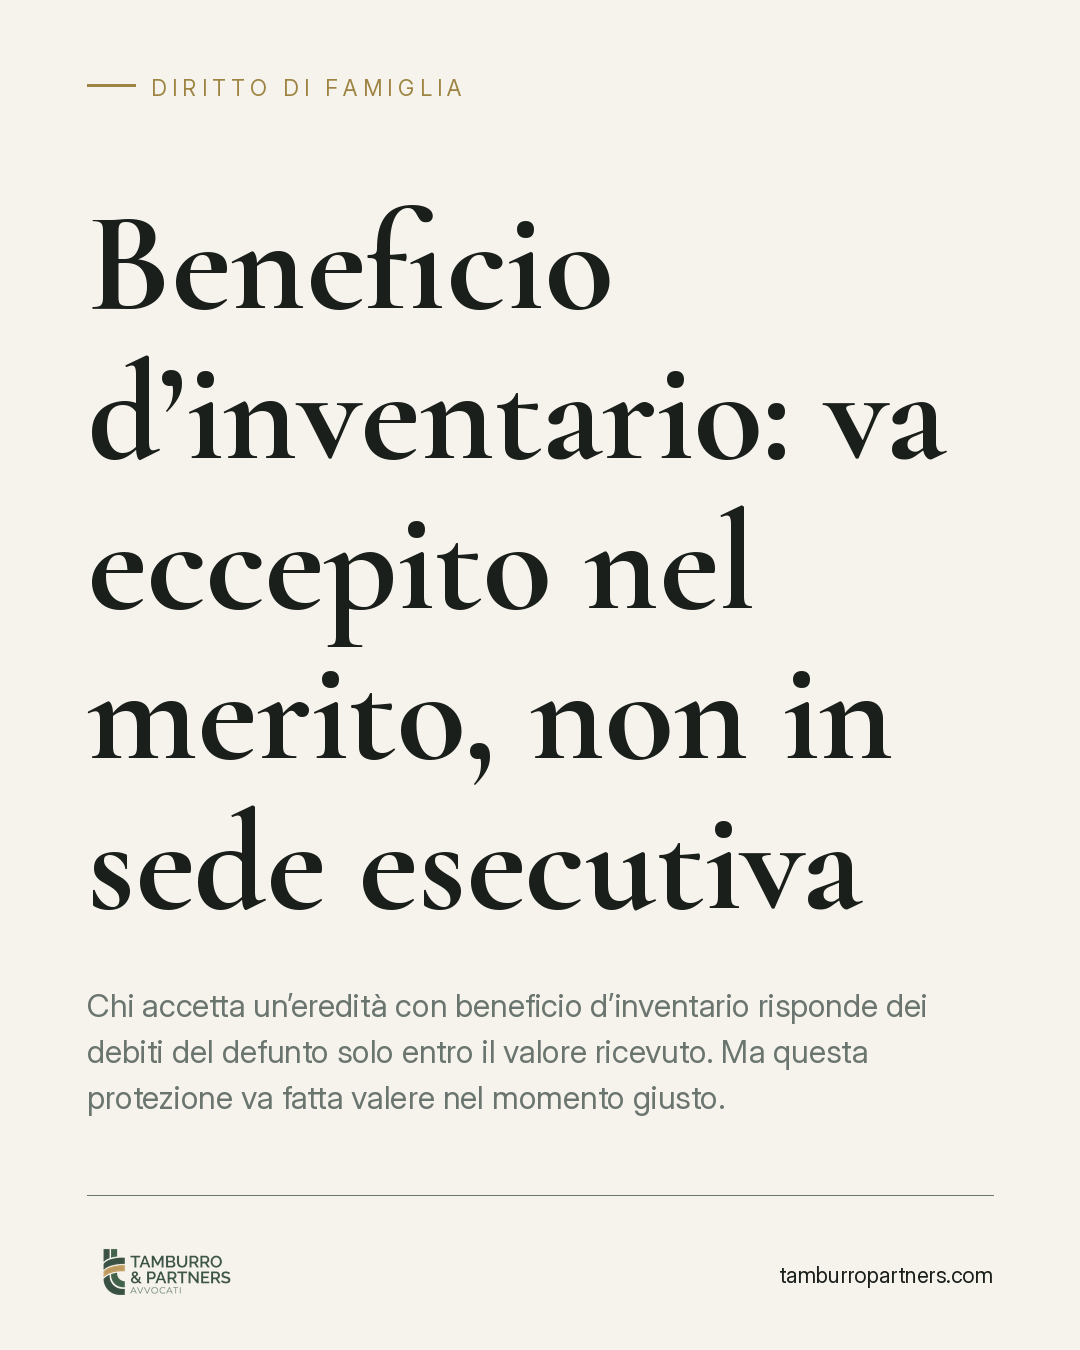 DIRITTO DI FAMIGLIA
Beneficio
d’inventario: va
eccepito nel
merito, non in
sede esecutiva
Chi accetta un’eredità con beneficio d’inventario risponde dei
debiti del defunto solo entro il valore ricevuto. Ma questa
protezione va fatta valere nel momento giusto.
TAMBURRO
& PARTNERS
AVVOCATI
tamburropartners.com